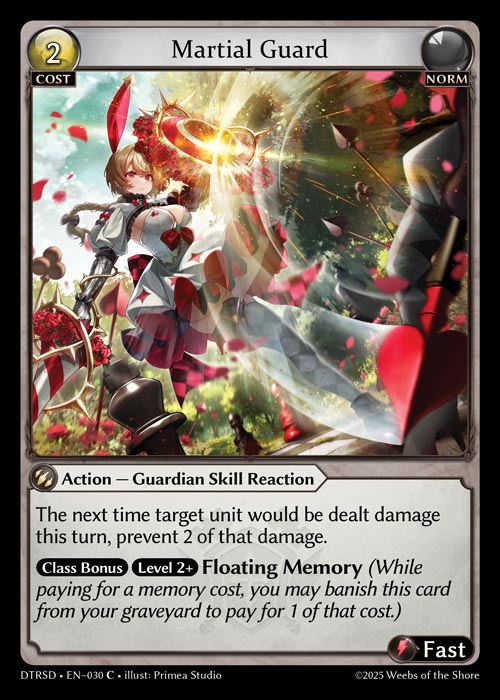 2
COST
Martial Guard
NORM
Action — Guardian Skill Reaction
The next time target unit would be dealt damage
this turn, prevent 2 of that damage.
Class Bonus Level 2+ Floating Memory (While
paying for a memory cost, you may banish this card
from your graveyard to pay for 1 of that cost.)
Fast
DTRSD • EN–030 C • illust: Primea Studio
©2025 Weebs of the Shore